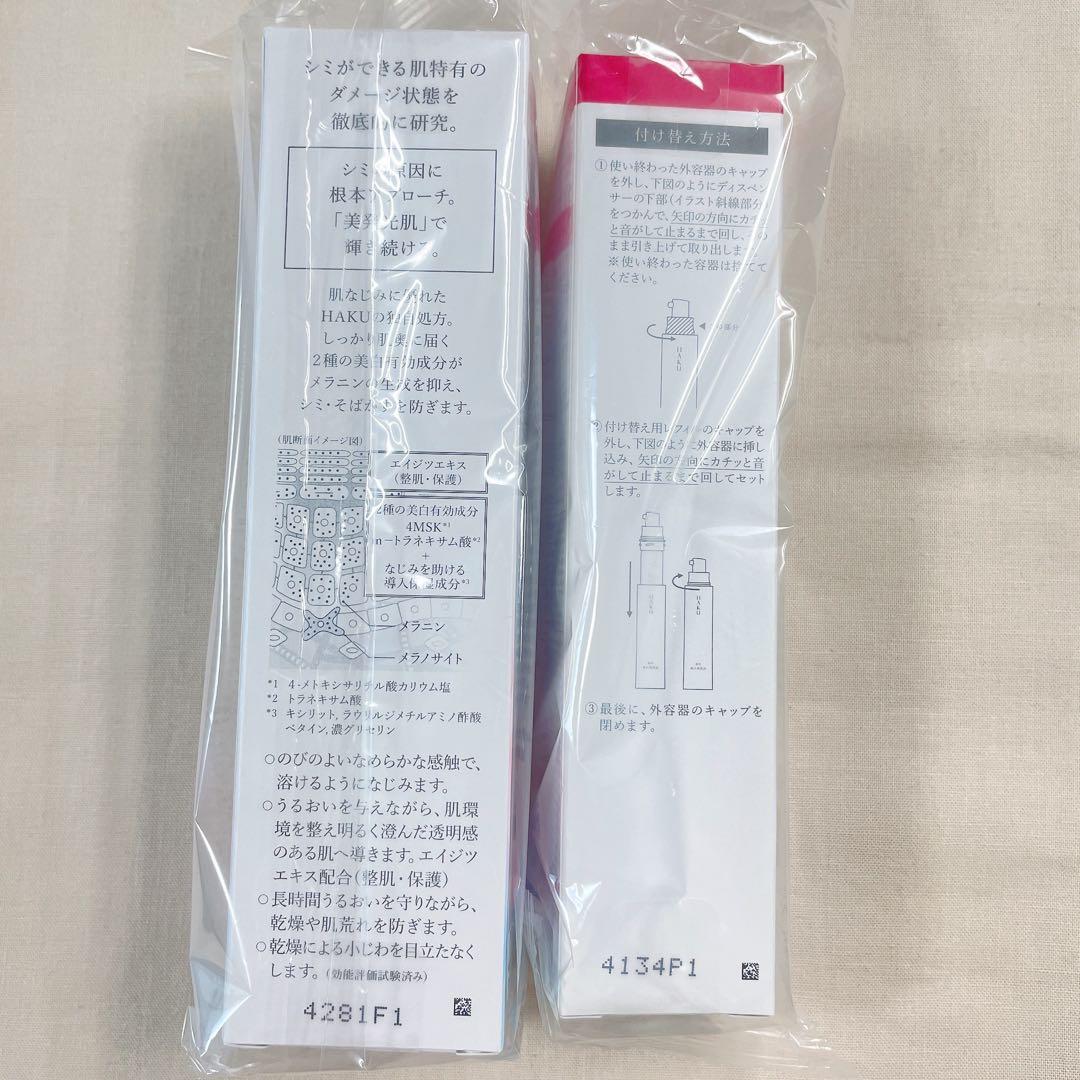 シミができる肌特有の
ダメージ状態を
徹底的に研究。
シミ 原因に
根本アプローチ。
「美発光肌」で
輝き続けて。
肌なじみに優れた
HAKUの独自処方。
しっかり肌奥に届く
2種の美白有効成分が
メラニンの生成を抑え、
シミ・そばかすを防ぎます。
(肌断面イメージ図)
エイジツエキス
(整肌・保護)
2種の美白有効成分
4MSK*1
m-トラネキサム酸*2
+
なじみを助ける
導入保湿成分*3
メラニン
メラノサイト
*1 4-メトキシサリチル酸カリウム塩
*2 トラネキサム酸
*3 キシリット, ラウリルジメチルアミノ酢酸
ベタイン, 濃グリセリン
○のびのよいなめらかな感触で、
溶けるようになじみます。
○うるおいを与えながら、肌環
境を整え明るく澄んだ透明感
のある肌へ導きます。エイジツ
エキス配合(整肌・保護)
○長時間うるおいを守りながら、
乾燥や肌荒れを防ぎます。
○乾燥による小じわを目立たなく
します。(効能評価試験済み)
4281F1
付け替え方法
①使い終わった外容器のキャップ
を外し、下図のようにディスペン
サーの下部(イラスト斜線部分)
をつかんで、矢印の方向にカチッ
と音がして止まるまで回し、その
まま引き上げて取り出します。
※使い終わった容器は捨てて
ください。
部分
HAKU
②付け替え用レフィルのキャップを
外し、下図のように外容器に挿し
込み、矢印の方向にカチッと音
がして止まるまで回してセット
します。
HAKU
HAKU
③最後に、外容器のキャップを
閉めます。
4134P1